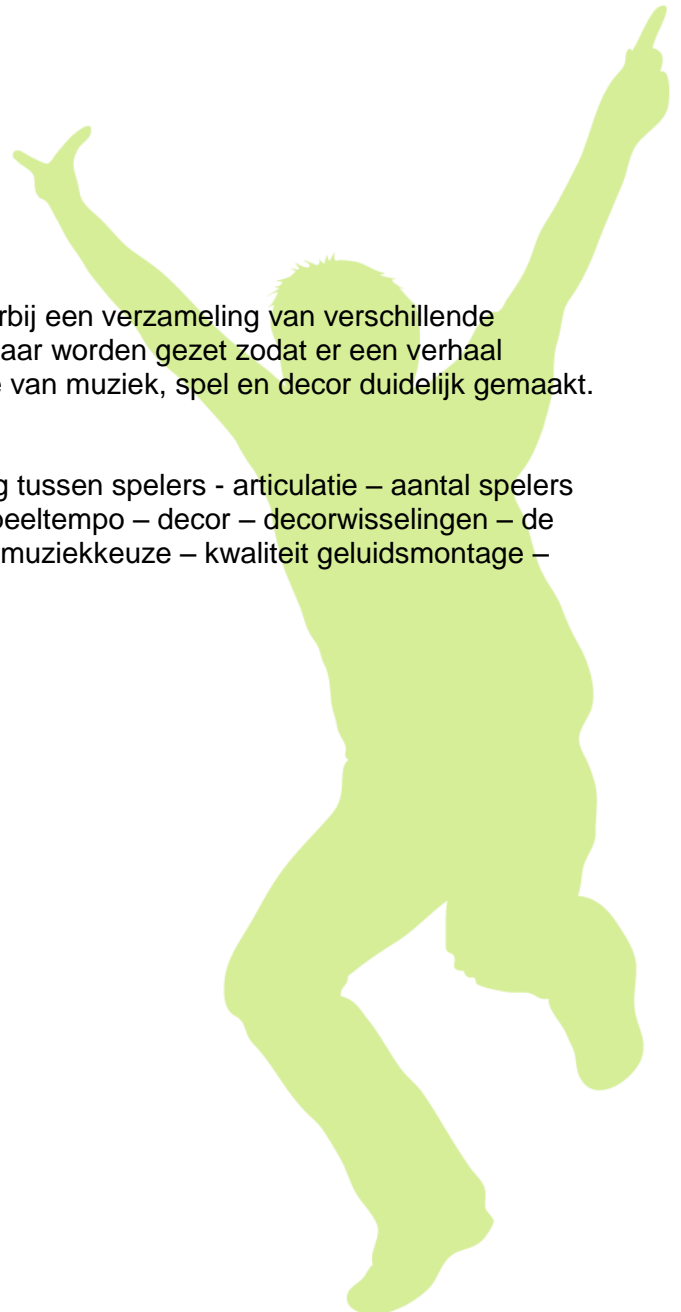 rbij een verzameling van verschillende
aar worden gezet zodat er een verhaal
e van muziek, spel en decor duidelijk gemaakt.
g tussen spelers - articulatie – aantal spelers
peeltempo – decor – decorwisselingen – de
muziekkeuze – kwaliteit geluidsmontage –